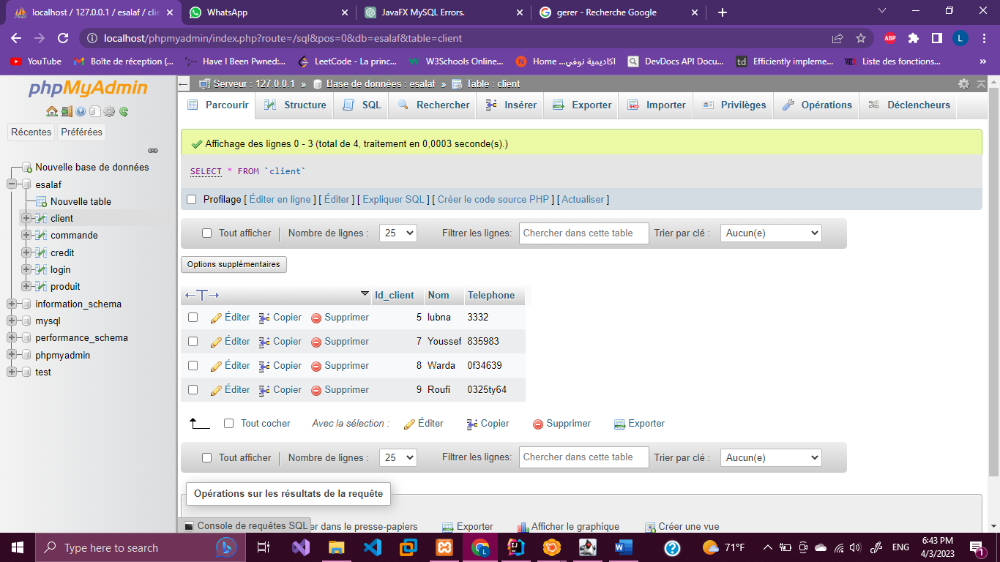 localhost / 127.0.0.1 / esalaf / clie
WhatsApp
JavaFX MySQL Errors.
gerer - Recherche Google
localhost/phpmyadmin/index.php?route=/sql&pos=0&db=esalaf&table=client
ABP
L
YouTube
Boîte de réception (...
Have I Been Pwned:...
LeetCode - La princ...
W3Schools Online...
Home ...اكاديمية نوفي
DevDocs API Docu...
td Efficiently impleme...
Liste des fonctions...
»
phpMyAdmin
Récentes Préférées
Nouvelle base de données
esalaf
Nouvelle table
client
commande
credit
login
produit
information_schema
mysql
performance_schema
phpmyadmin
test
Serveur : 127.0.0.1 » Base de données : esalaf » Table : client
Parcourir Structure SQL Rechercher Insérer Exporter Importer Privilèges Opérations Déclencheurs
Affichage des lignes 0 - 3 (total de 4, traitement en 0,0003 seconde(s).)
SELECT * FROM `client`
Profilage [ Éditer en ligne ] [ Éditer ] [ Expliquer SQL ] [ Créer le code source PHP ] [ Actualiser ]
Tout afficher Nombre de lignes : 25 Filtrer les lignes: Chercher dans cette table Trier par clé : Aucun(e)
Options supplémentaires
←T→ Id_client Nom Telephone
Éditer Copier Supprimer 5 lubna 3332
Éditer Copier Supprimer 7 Youssef 835983
Éditer Copier Supprimer 8 Warda 0f34639
Éditer Copier Supprimer 9 Roufi 0325ty64
Tout cocher Avec la sélection : Éditer Copier Supprimer Exporter
Tout afficher Nombre de lignes : 25 Filtrer les lignes: Chercher dans cette table Trier par clé : Aucun(e)
Opérations sur les résultats de la requête
Console de requêtes SQL er dans le presse-papiers Exporter Afficher le graphique Créer une vue
Type here to search
71°F
ENG
6:43 PM
4/3/2023
1